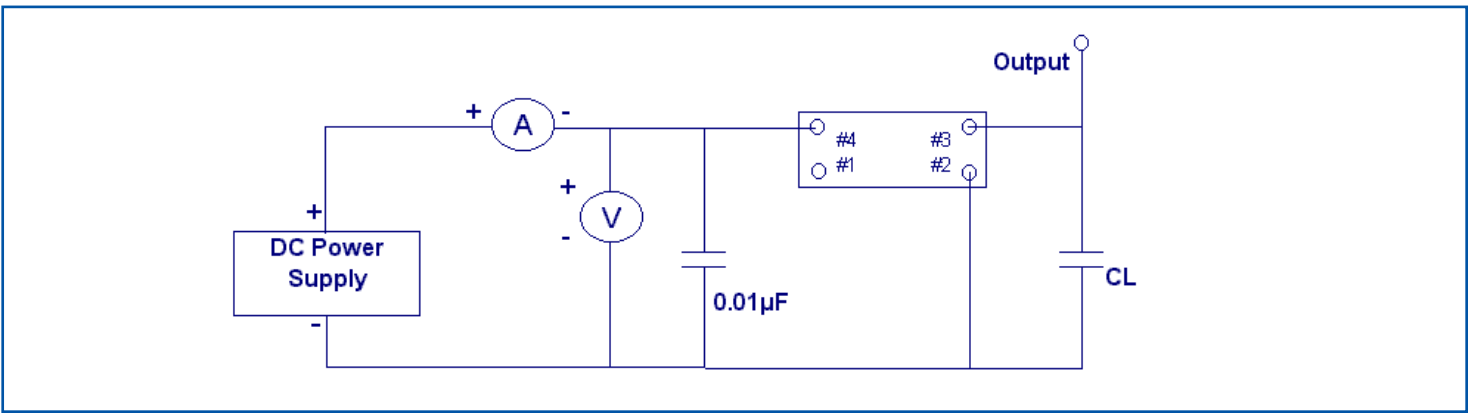 Output
+ A -
#4 #3
#1 #2
+
V
-
+
DC Power
Supply
-
0.01µF
CL